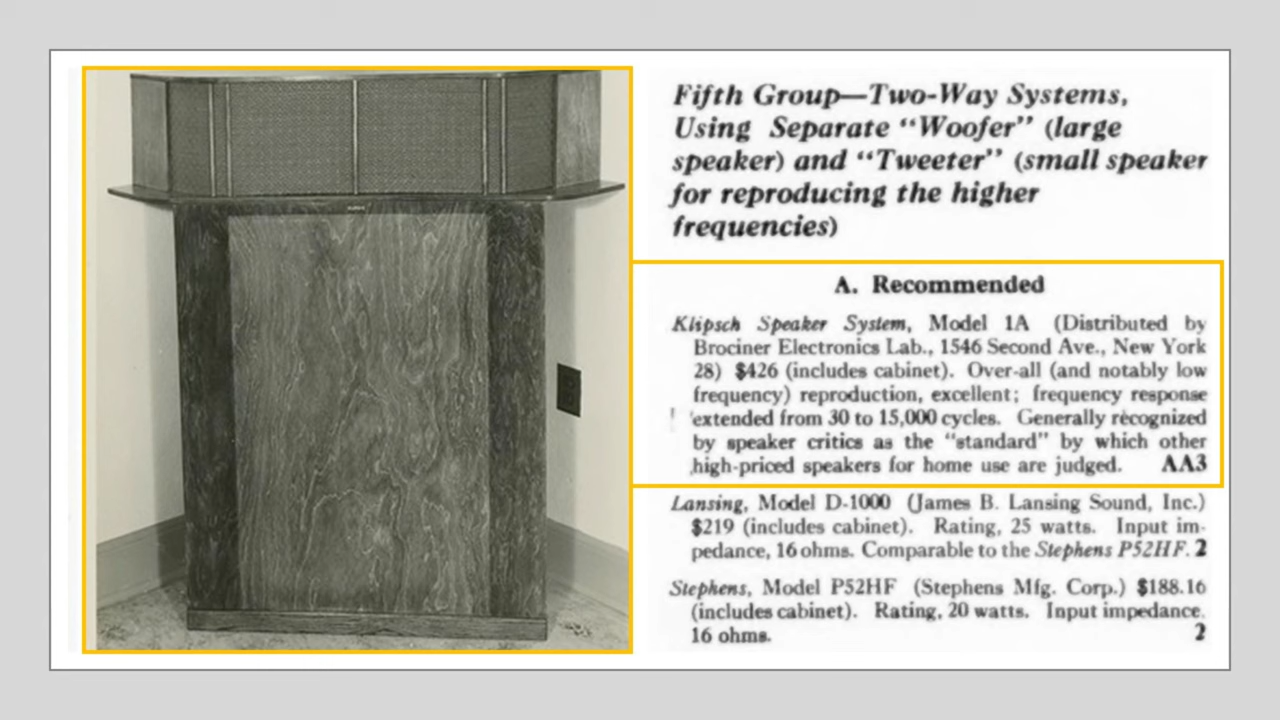 Fifth Group—Two-Way Systems,
Using Separate “Woofer” (large
speaker) and “Tweeter” (small speaker
for reproducing the higher
frequencies)
A. Recommended
Klipsch Speaker System, Model 1A (Distributed by
Brociner Electronics Lab., 1546 Second Ave., New York
28) $426 (includes cabinet). Over-all (and notably low
frequency) reproduction, excellent; frequency response
extended from 30 to 15,000 cycles. Generally recognized
by speaker critics as the “standard” by which other
high-priced speakers for home use are judged. AA3
Lansing, Model D-1000 (James B. Lansing Sound, Inc.)
$219 (includes cabinet). Rating, 25 watts. Input im-
pedance, 16 ohms. Comparable to the Stephens P52HF. 2
Stephens, Model P52HF (Stephens Mfg. Corp.) $188.16
(includes cabinet). Rating, 20 watts. Input impedance,
16 ohms. 2